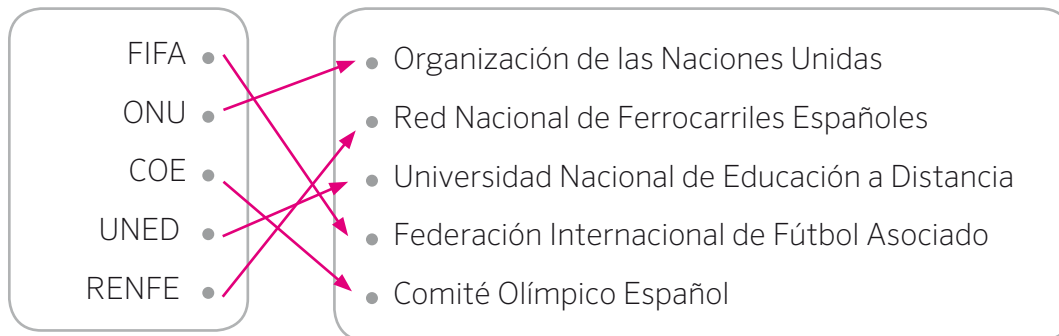 FIFA
ONU
COE
UNED
RENFE
Organización de las Naciones Unidas
Red Nacional de Ferrocarriles Españoles
Universidad Nacional de Educación a Distancia
Federación Internacional de Fútbol Asociado
Comité Olímpico Español